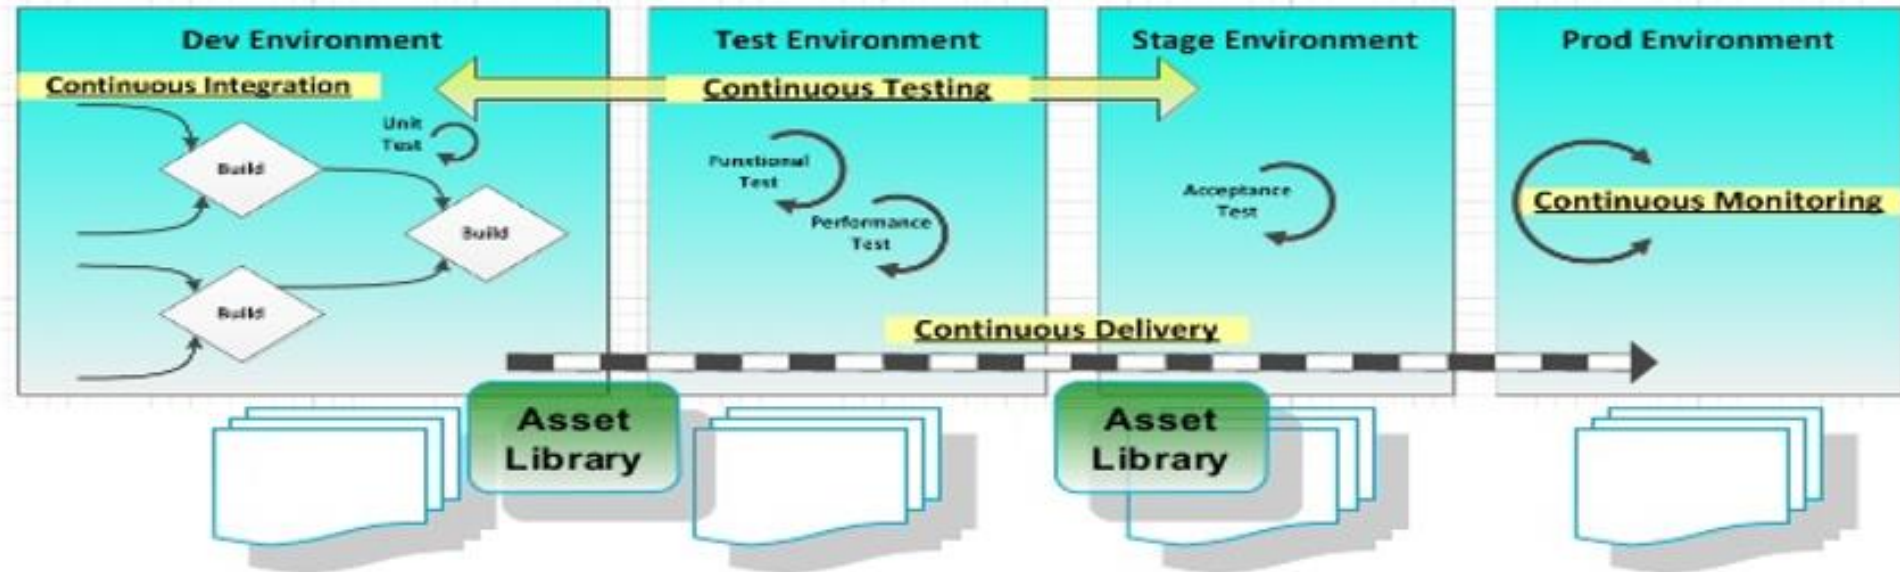 Dev Environment
Test Environment
Stage Environment
Prod Environment
Continuous Integration
Continuous Testing
Unit
Test
Build
Build
Build
Functional
Test
Performance
Test
Acceptance
Test
Continuous Monitoring
Continuous Delivery
Asset
Library
Asset
Library